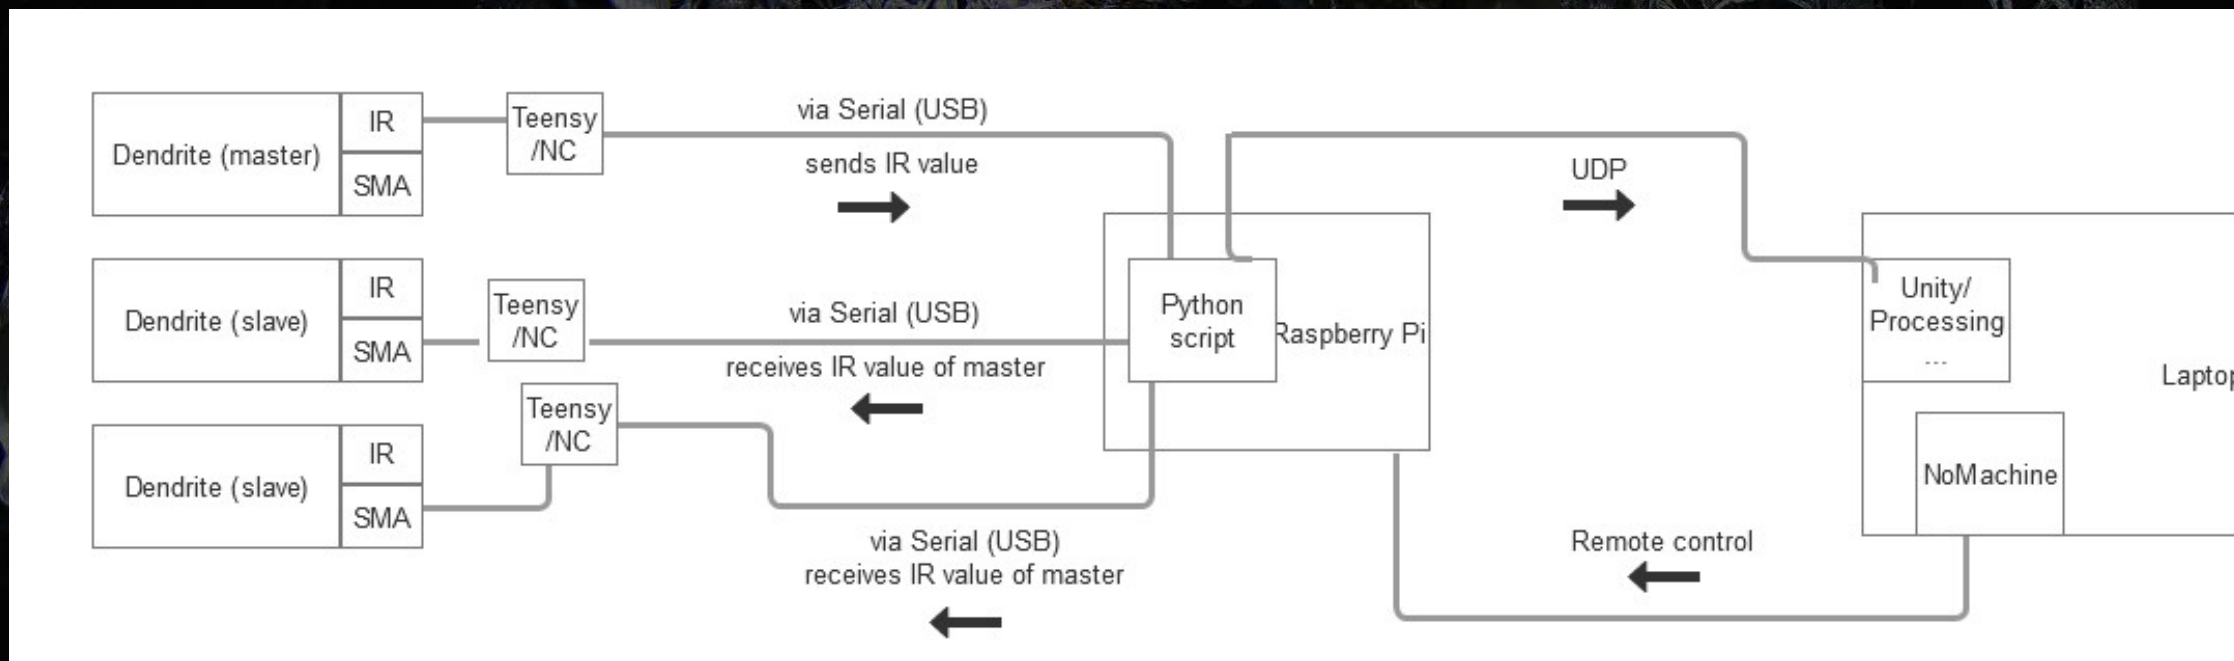 Dendrite (master)
IR
SMA
Teensy
/NC
via Serial (USB)
sends IR value
UDP
Dendrite (slave)
IR
SMA
Teensy
/NC
via Serial (USB)
receives IR value of master
Python
script
Raspberry Pi
Unity/
Processing
...
Laptop
Dendrite (slave)
IR
SMA
Teensy
/NC
via Serial (USB)
receives IR value of master
NoMachine
Remote control